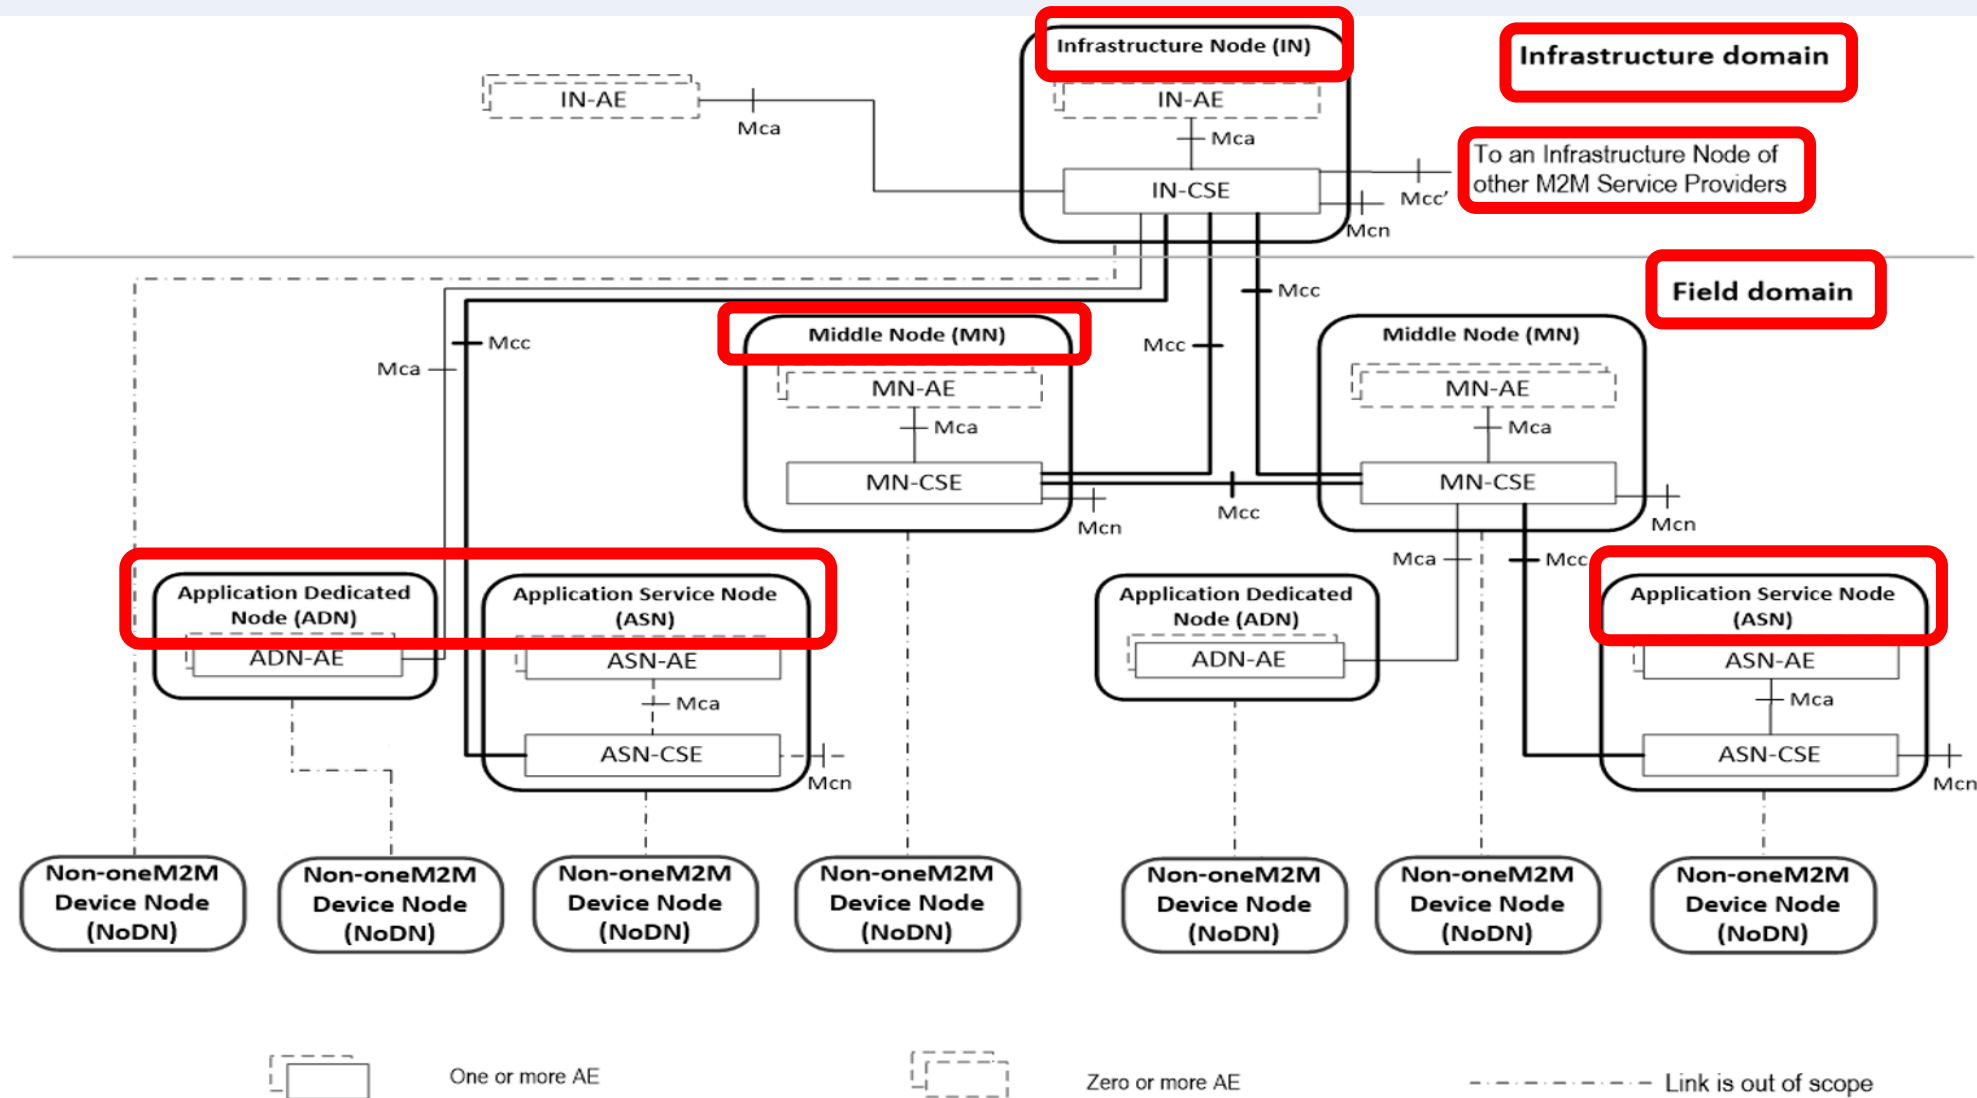 Infrastructure Node (IN)
Infrastructure domain
IN-AE
IN-AE
Mca
Mca
To an Infrastructure Node of
other M2M Service Providers
IN-CSE
Mcc’
Mcn
Field domain
Mcc
Middle Node (MN)
Middle Node (MN)
Mcc
Mcc
Mca
MN-AE
MN-AE
Mca
Mca
MN-CSE
MN-CSE
Mcc
Mcn
Mcn
Mca
Mcc
Application Dedicated
Node (ADN)
Application Service Node
(ASN)
Application Dedicated
Node (ADN)
Application Service Node
(ASN)
ADN-AE
ASN-AE
ADN-AE
ASN-AE
Mca
Mca
ASN-CSE
ASN-CSE
Mcn
Mcn
Non-oneM2M
Device Node
(NoDN)
Non-oneM2M
Device Node
(NoDN)
Non-oneM2M
Device Node
(NoDN)
Non-oneM2M
Device Node
(NoDN)
Non-oneM2M
Device Node
(NoDN)
Non-oneM2M
Device Node
(NoDN)
Non-oneM2M
Device Node
(NoDN)
One or more AE
Zero or more AE
Link is out of scope